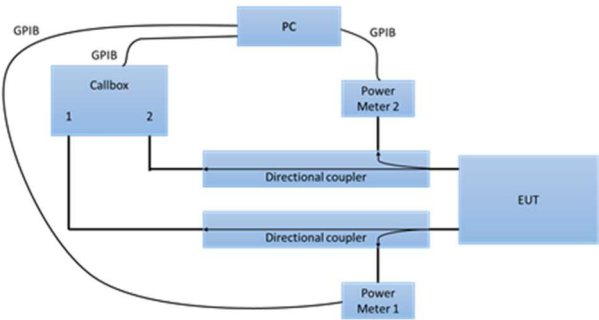 GPIB
PC
GPIB
GPIB
Callbox
1
2
Power
Meter 2
Directional coupler
EUT
Directional coupler
Power
Meter 1